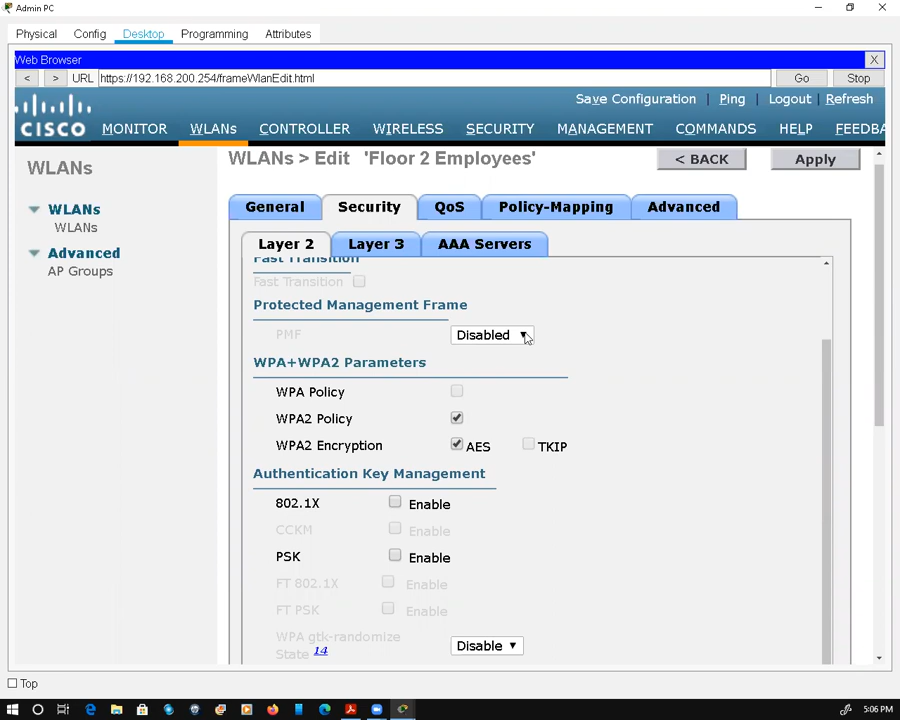 Admin PC
Physical Config Desktop Programming Attributes
Web Browser X
< > URL https://192.168.200.254/frameWlanEdit.html Go Stop
Save Configuration | Ping | Logout | Refresh
CISCO MONITOR WLANs CONTROLLER WIRELESS SECURITY MANAGEMENT COMMANDS HELP FEEDBA
WLANs
WLANs > Edit 'Floor 2 Employees' < BACK Apply
WLANs
WLANs
Advanced
AP Groups
General Security QoS Policy-Mapping Advanced
Layer 2 Layer 3 AAA Servers
Fast Transition
Fast Transition
Protected Management Frame
PMF Disabled
WPA+WPA2 Parameters
WPA Policy
WPA2 Policy
WPA2 Encryption AES TKIP
Authentication Key Management
802.1X Enable
CCKM Enable
PSK Enable
FT 802.1X Enable
FT PSK Enable
WPA gtk-randomize
State 14 Disable
Top
5:06 PM